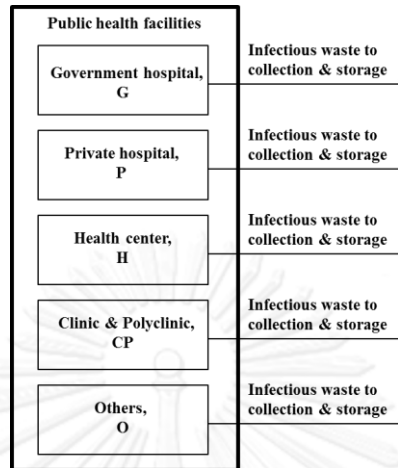 Public health facilities
Government hospital,
G
Infectious waste to
collection & storage
Private hospital,
P
Infectious waste to
collection & storage
Health center,
H
Infectious waste to
collection & storage
Clinic & Polyclinic,
CP
Infectious waste to
collection & storage
Others,
O
Infectious waste to
collection & storage